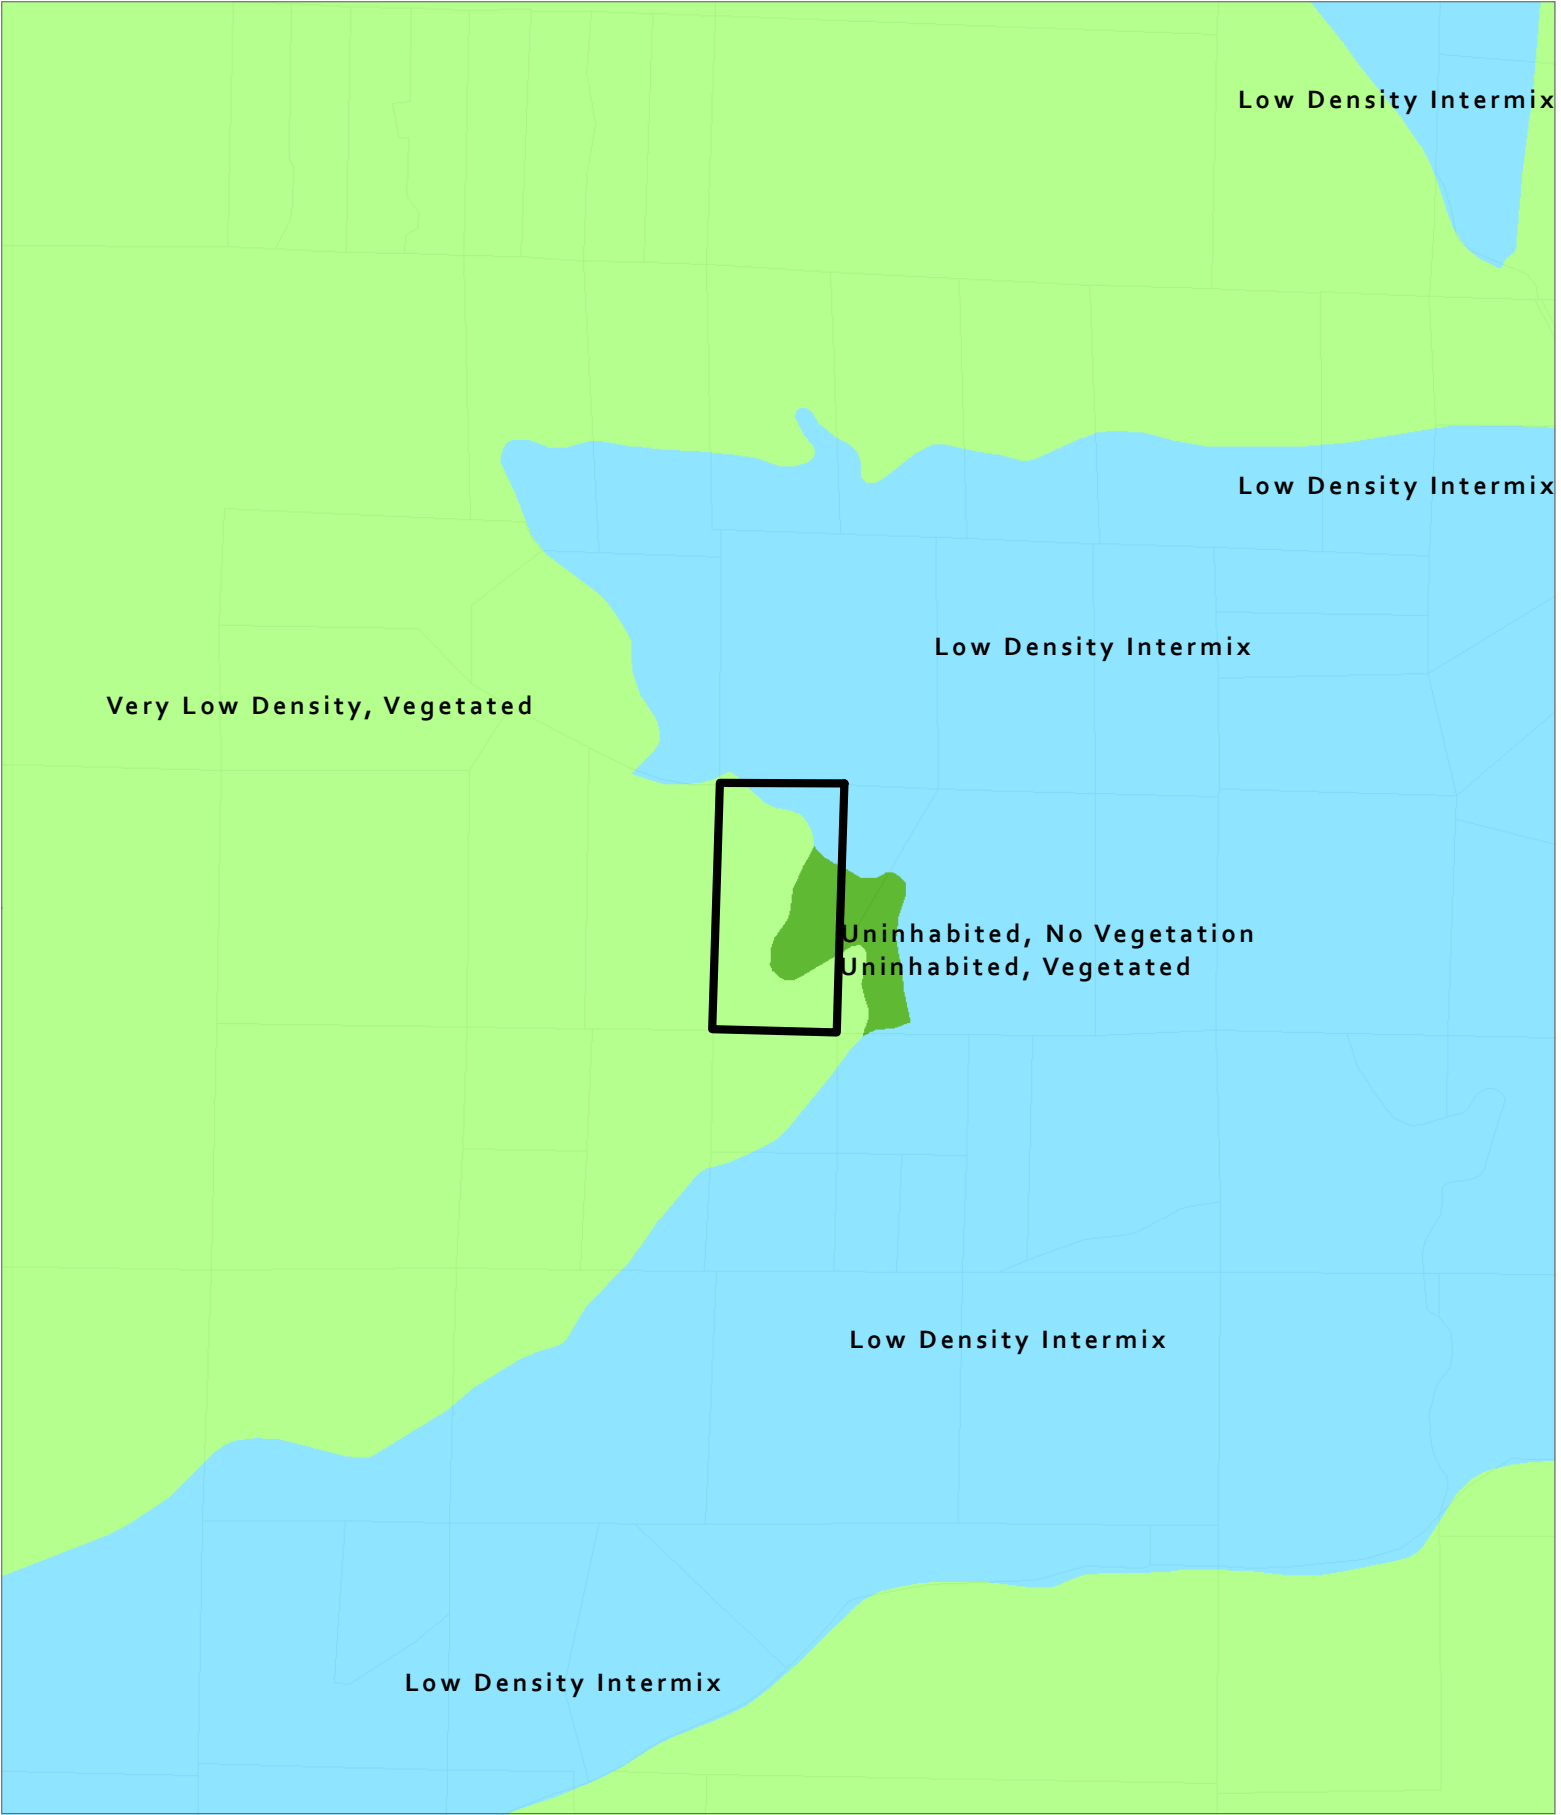 Low Density Intermix
Low Density Intermix
Low Density Intermix
Very Low Density, Vegetated
Uninhabited, No Vegetation
Uninhabited, Vegetated
Low Density Intermix
Low Density Intermix